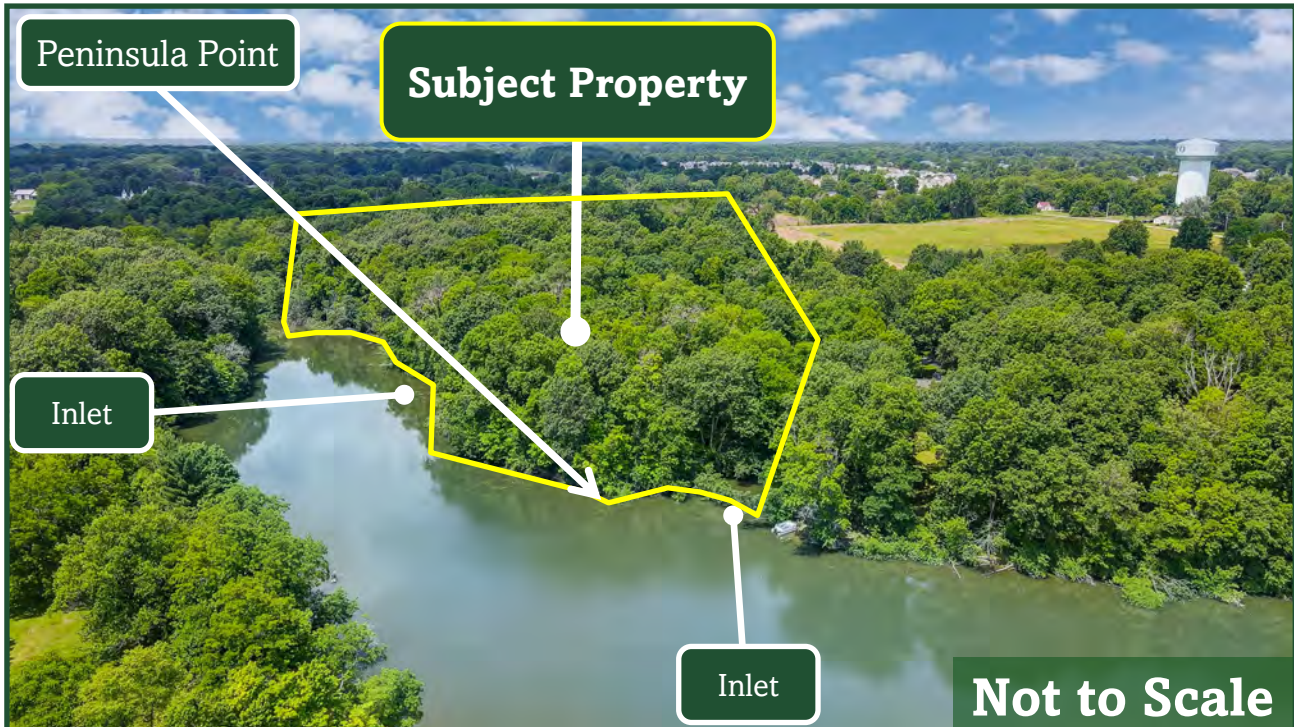 Peninsula Point
Subject Property
Inlet
Inlet
Not to Scale